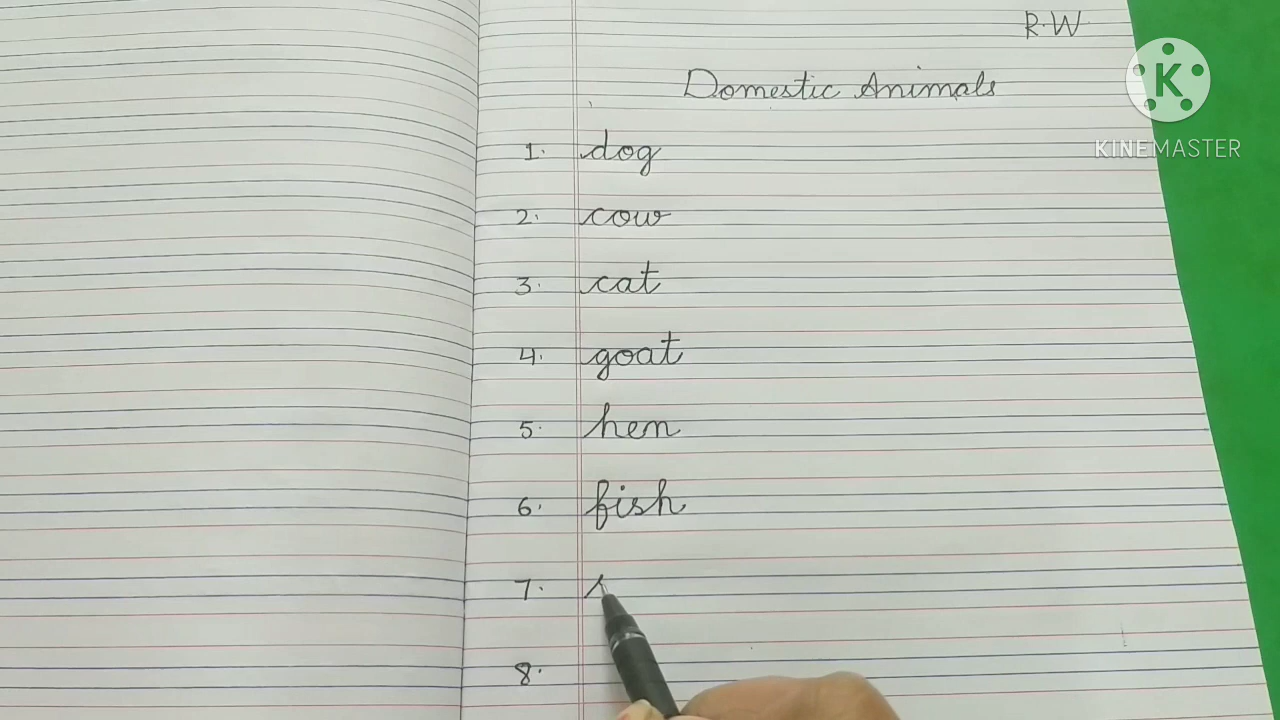 R.W
Domestic Animals
K
KINEMASTER
1. dog
2. cow
3. cat
4. goat
5. hen
6. fish
7.
8.